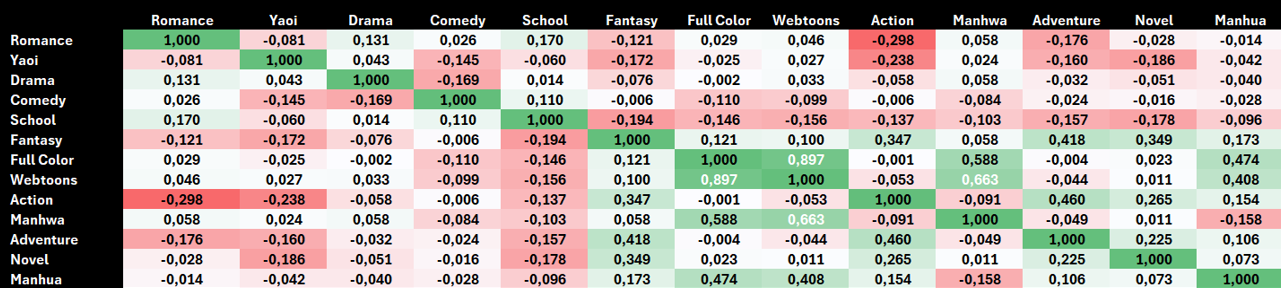 Romance Yaoi Drama Comedy School Fantasy Full Color Webtoons Action Manhwa Adventure Novel Manhua
Romance 1,000 -0,081 0,131 0,026 0,170 -0,121 0,029 0,046 -0,298 0,058 -0,176 -0,028 -0,014
Yaoi -0,081 1,000 0,043 -0,145 -0,060 -0,172 -0,025 0,027 -0,238 0,024 -0,160 -0,186 -0,042
Drama 0,131 0,043 1,000 -0,169 0,014 -0,076 -0,002 0,033 -0,058 0,058 -0,032 -0,051 -0,040
Comedy 0,026 -0,145 -0,169 1,000 0,110 -0,006 -0,110 -0,099 -0,006 -0,084 -0,024 -0,016 -0,028
School 0,170 -0,060 0,014 0,110 1,000 -0,194 -0,146 -0,156 -0,137 -0,103 -0,157 -0,178 -0,096
Fantasy -0,121 -0,172 -0,076 -0,006 -0,194 1,000 0,121 0,100 0,347 0,058 0,418 0,349 0,173
Full Color 0,029 -0,025 -0,002 -0,110 -0,146 0,121 1,000 0,897 -0,001 0,588 -0,004 0,023 0,474
Webtoons 0,046 0,027 0,033 -0,099 -0,156 0,100 0,897 1,000 -0,053 0,663 -0,044 0,011 0,408
Action -0,298 -0,238 -0,058 -0,006 -0,137 0,347 -0,001 -0,053 1,000 -0,091 0,460 0,265 0,154
Manhwa 0,058 0,024 0,058 -0,084 -0,103 0,058 0,588 0,663 -0,091 1,000 -0,049 0,011 -0,158
Adventure -0,176 -0,160 -0,032 -0,024 -0,157 0,418 -0,004 -0,044 0,460 -0,049 1,000 0,225 0,106
Novel -0,028 -0,186 -0,051 -0,016 -0,178 0,349 0,023 0,011 0,265 0,011 0,225 1,000 0,073
Manhua -0,014 -0,042 -0,040 -0,028 -0,096 0,173 0,474 0,408 0,154 -0,158 0,106 0,073 1,000